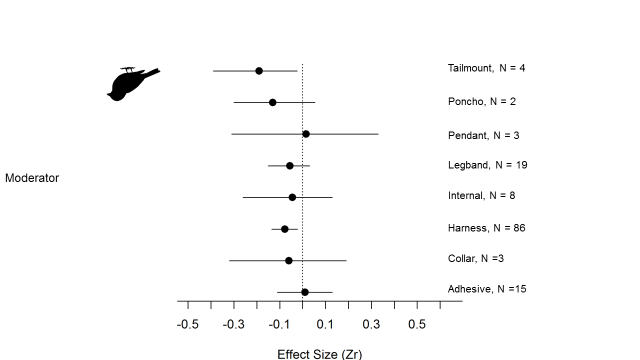 Tailmount, N = 4
Poncho, N = 2
Pendant, N = 3
Legband, N = 19
Moderator
Internal, N = 8
Harness, N = 86
Collar, N =3
Adhesive, N =15
-0.5 -0.3 -0.1 0.1 0.3 0.5
Effect Size (Zr)